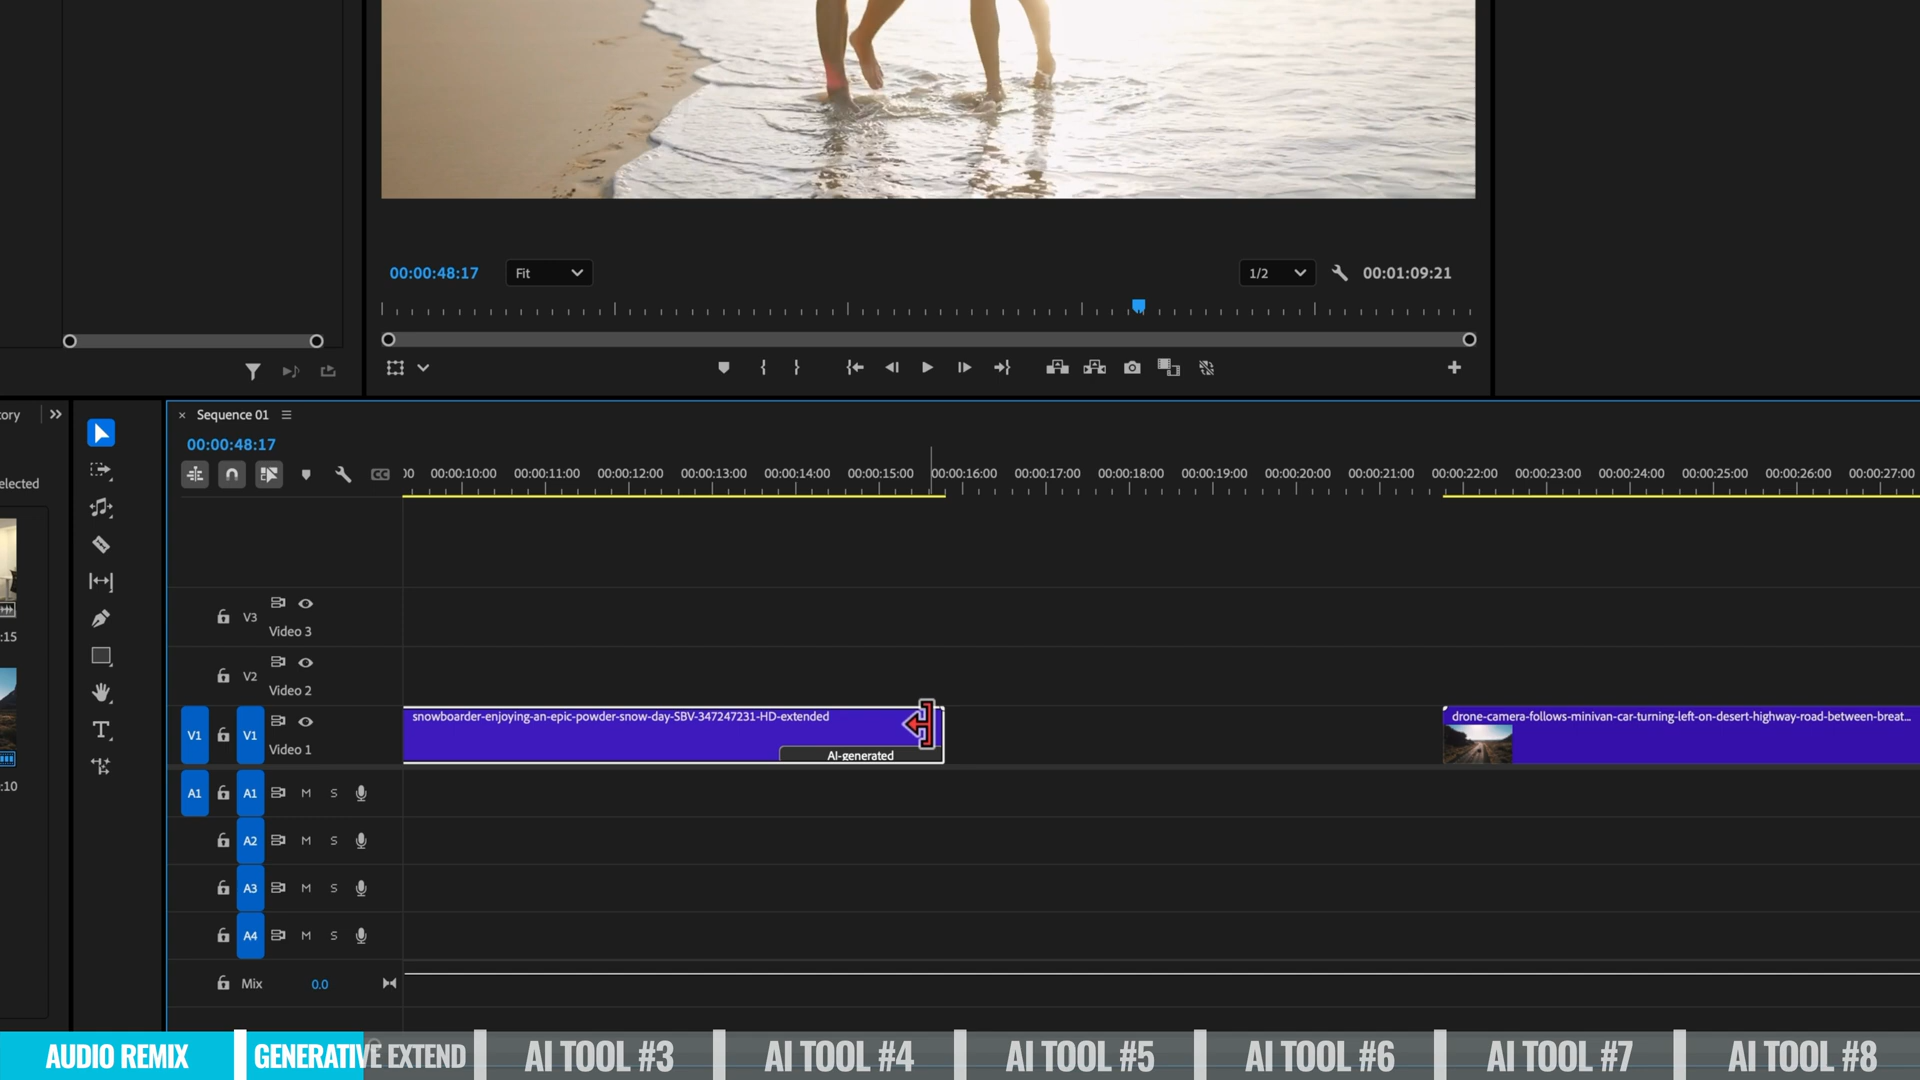 00:00:48:17
Fit
1/2
00:01:09:21
tory
Sequence 01
00:00:48:17
elected
:00 00:00:10:00 00:00:11:00 00:00:12:00 00:00:13:00 00:00:14:00 00:00:15:00 00:00:16:00 00:00:17:00 00:00:18:00 00:00:19:00 00:00:20:00 00:00:21:00 00:00:22:00 00:00:23:00 00:00:24:00 00:00:25:00 00:00:26:00 00:00:27:00
CC
:15
V3
Video 3
V2
Video 2
V1 V1
Video 1
snowboarder-enjoying-an-epic-powder-snow-day-SBV-347247231-HD-extended
AI-generated
drone-camera-follows-minivan-car-turning-left-on-desert-highway-road-between-breat...
:10
A1 A1 M S
A2 M S
A3 M S
A4 M S
Mix 0.0
AUDIO REMIX
GENERATIVE EXTEND
AI TOOL #3
AI TOOL #4
AI TOOL #5
AI TOOL #6
AI TOOL #7
AI TOOL #8